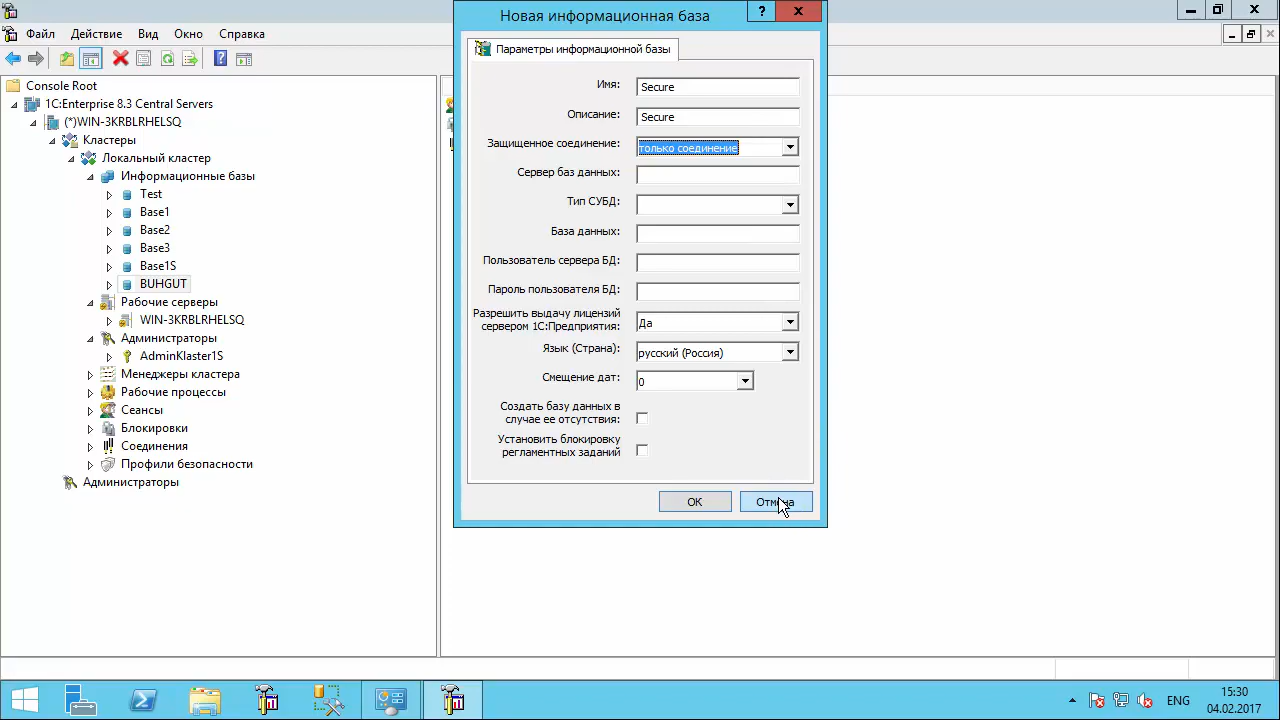 Новая информационная база
?
Файл Действие Вид Окно Справка
Параметры информационной базы
Console Root
1C:Enterprise 8.3 Central Servers
(*)WIN-3KRBLRHELSQ
Кластеры
Локальный кластер
Информационные базы
Test
Base1
Base2
Base3
Base1S
BUHGUT
Рабочие серверы
WIN-3KRBLRHELSQ
Администраторы
AdminKlaster1S
Менеджеры кластера
Рабочие процессы
Сеансы
Блокировки
Соединения
Профили безопасности
Администраторы
Имя: Secure
Описание: Secure
Защищенное соединение: только соединение
Сервер баз данных:
Тип СУБД:
База данных:
Пользователь сервера БД:
Пароль пользователя БД:
Разрешить выдачу лицензий
сервером 1С:Предприятия: Да
Язык (Страна): русский (Россия)
Смещение дат: 0
Создать базу данных в
случае ее отсутствия:
Установить блокировку
регламентных заданий
OK Отмена
ENG
15:30
04.02.2017